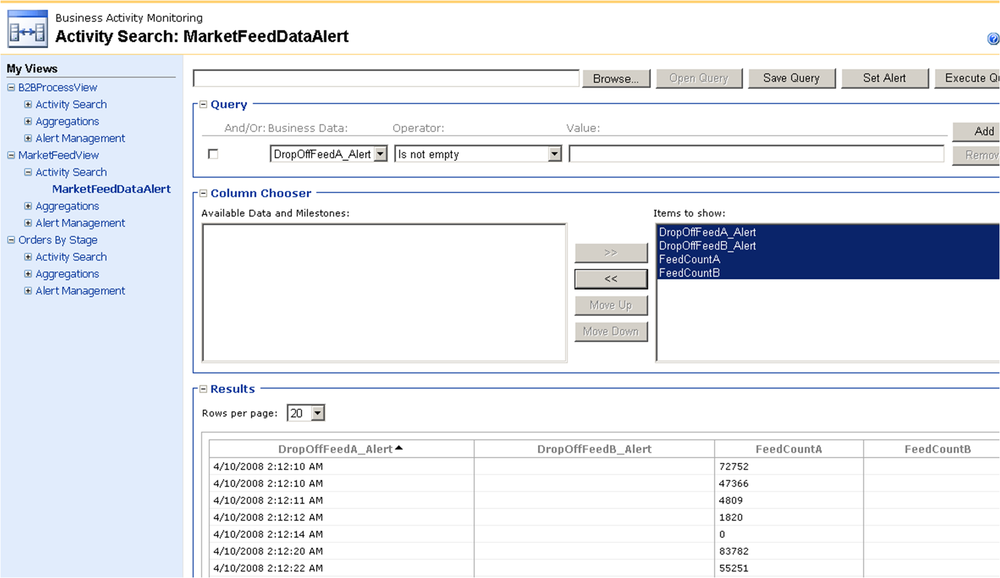 Business Activity Monitoring
Activity Search: MarketFeedDataAlert
My Views
B2BProcessView
Activity Search
Aggregations
Alert Management
MarketFeedView
Activity Search
MarketFeedDataAlert
Aggregations
Alert Management
Orders By Stage
Activity Search
Aggregations
Alert Management
Browse... Open Query Save Query Set Alert Execute Qu
Query
And/Or: Business Data: Operator: Value: Add
DropOffFeedA_Alert Is not empty Remov
Column Chooser
Available Data and Milestones: Items to show:
DropOffFeedA_Alert
DropOffFeedB_Alert
FeedCountA
FeedCountB
>>
<<
Move Up
Move Down
Results
Rows per page: 20
DropOffFeedA_Alert DropOffFeedB_Alert FeedCountA FeedCountB
4/10/2008 2:12:10 AM 72752
4/10/2008 2:12:10 AM 47366
4/10/2008 2:12:11 AM 4809
4/10/2008 2:12:12 AM 1820
4/10/2008 2:12:14 AM 0
4/10/2008 2:12:20 AM 83782
4/10/2008 2:12:22 AM 55251